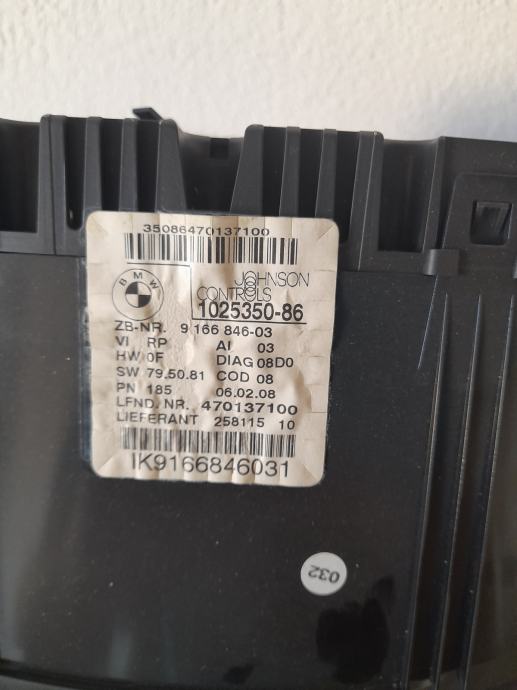 35086470137100
BMW
JOHNSON
CONTROLS
1025350-86
ZB-NR. 9 166 846-03
VI RP AI 03
HW 0F DIAG 08D0
SW 79.50.81 COD 08
PN 185 06.02.08
LFND. NR. 470137100
LIEFERANT 258115 10
IK9166846031
032